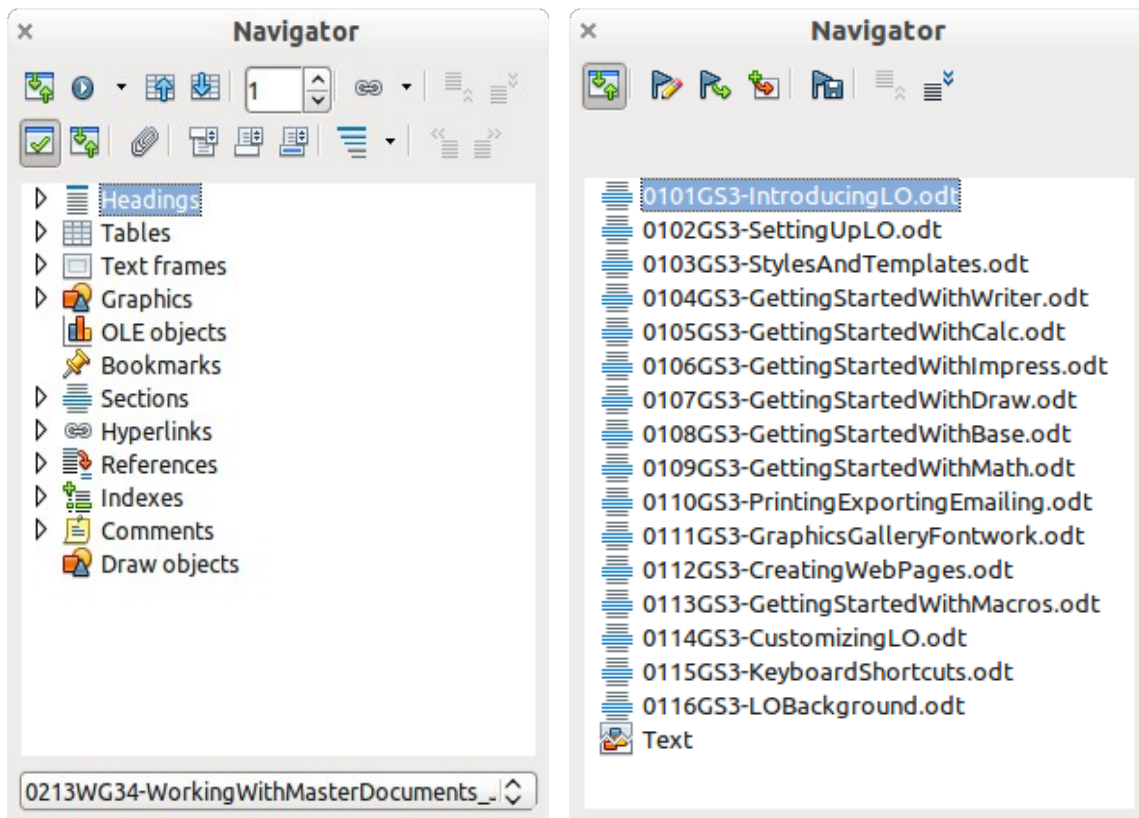 Navigator
1
Headings
Tables
Text frames
Graphics
OLE objects
Bookmarks
Sections
Hyperlinks
References
Indexes
Comments
Draw objects
0213WG34-WorkingWithMasterDocuments_..
Navigator
0101GS3-IntroducingLO.odt
0102GS3-SettingUpLO.odt
0103GS3-StylesAndTemplates.odt
0104GS3-GettingStartedWithWriter.odt
0105GS3-GettingStartedWithCalc.odt
0106GS3-GettingStartedWithImpress.odt
0107GS3-GettingStartedWithDraw.odt
0108GS3-GettingStartedWithBase.odt
0109GS3-GettingStartedWithMath.odt
0110GS3-PrintingExportingEmailing.odt
0111GS3-GraphicsGalleryFontwork.odt
0112GS3-CreatingWebPages.odt
0113GS3-GettingStartedWithMacros.odt
0114GS3-CustomizingLO.odt
0115GS3-KeyboardShortcuts.odt
0116GS3-LOBackground.odt
Text